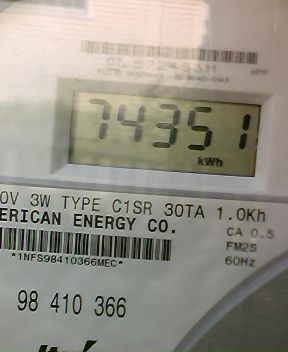 74351
kWh
0V 3W TYPE C1SR 30TA 1.0Kh
ERICAN ENERGY CO.
CA 0.5
FM2S
*1NFS98410366MEC*
60Hz
98 410 366